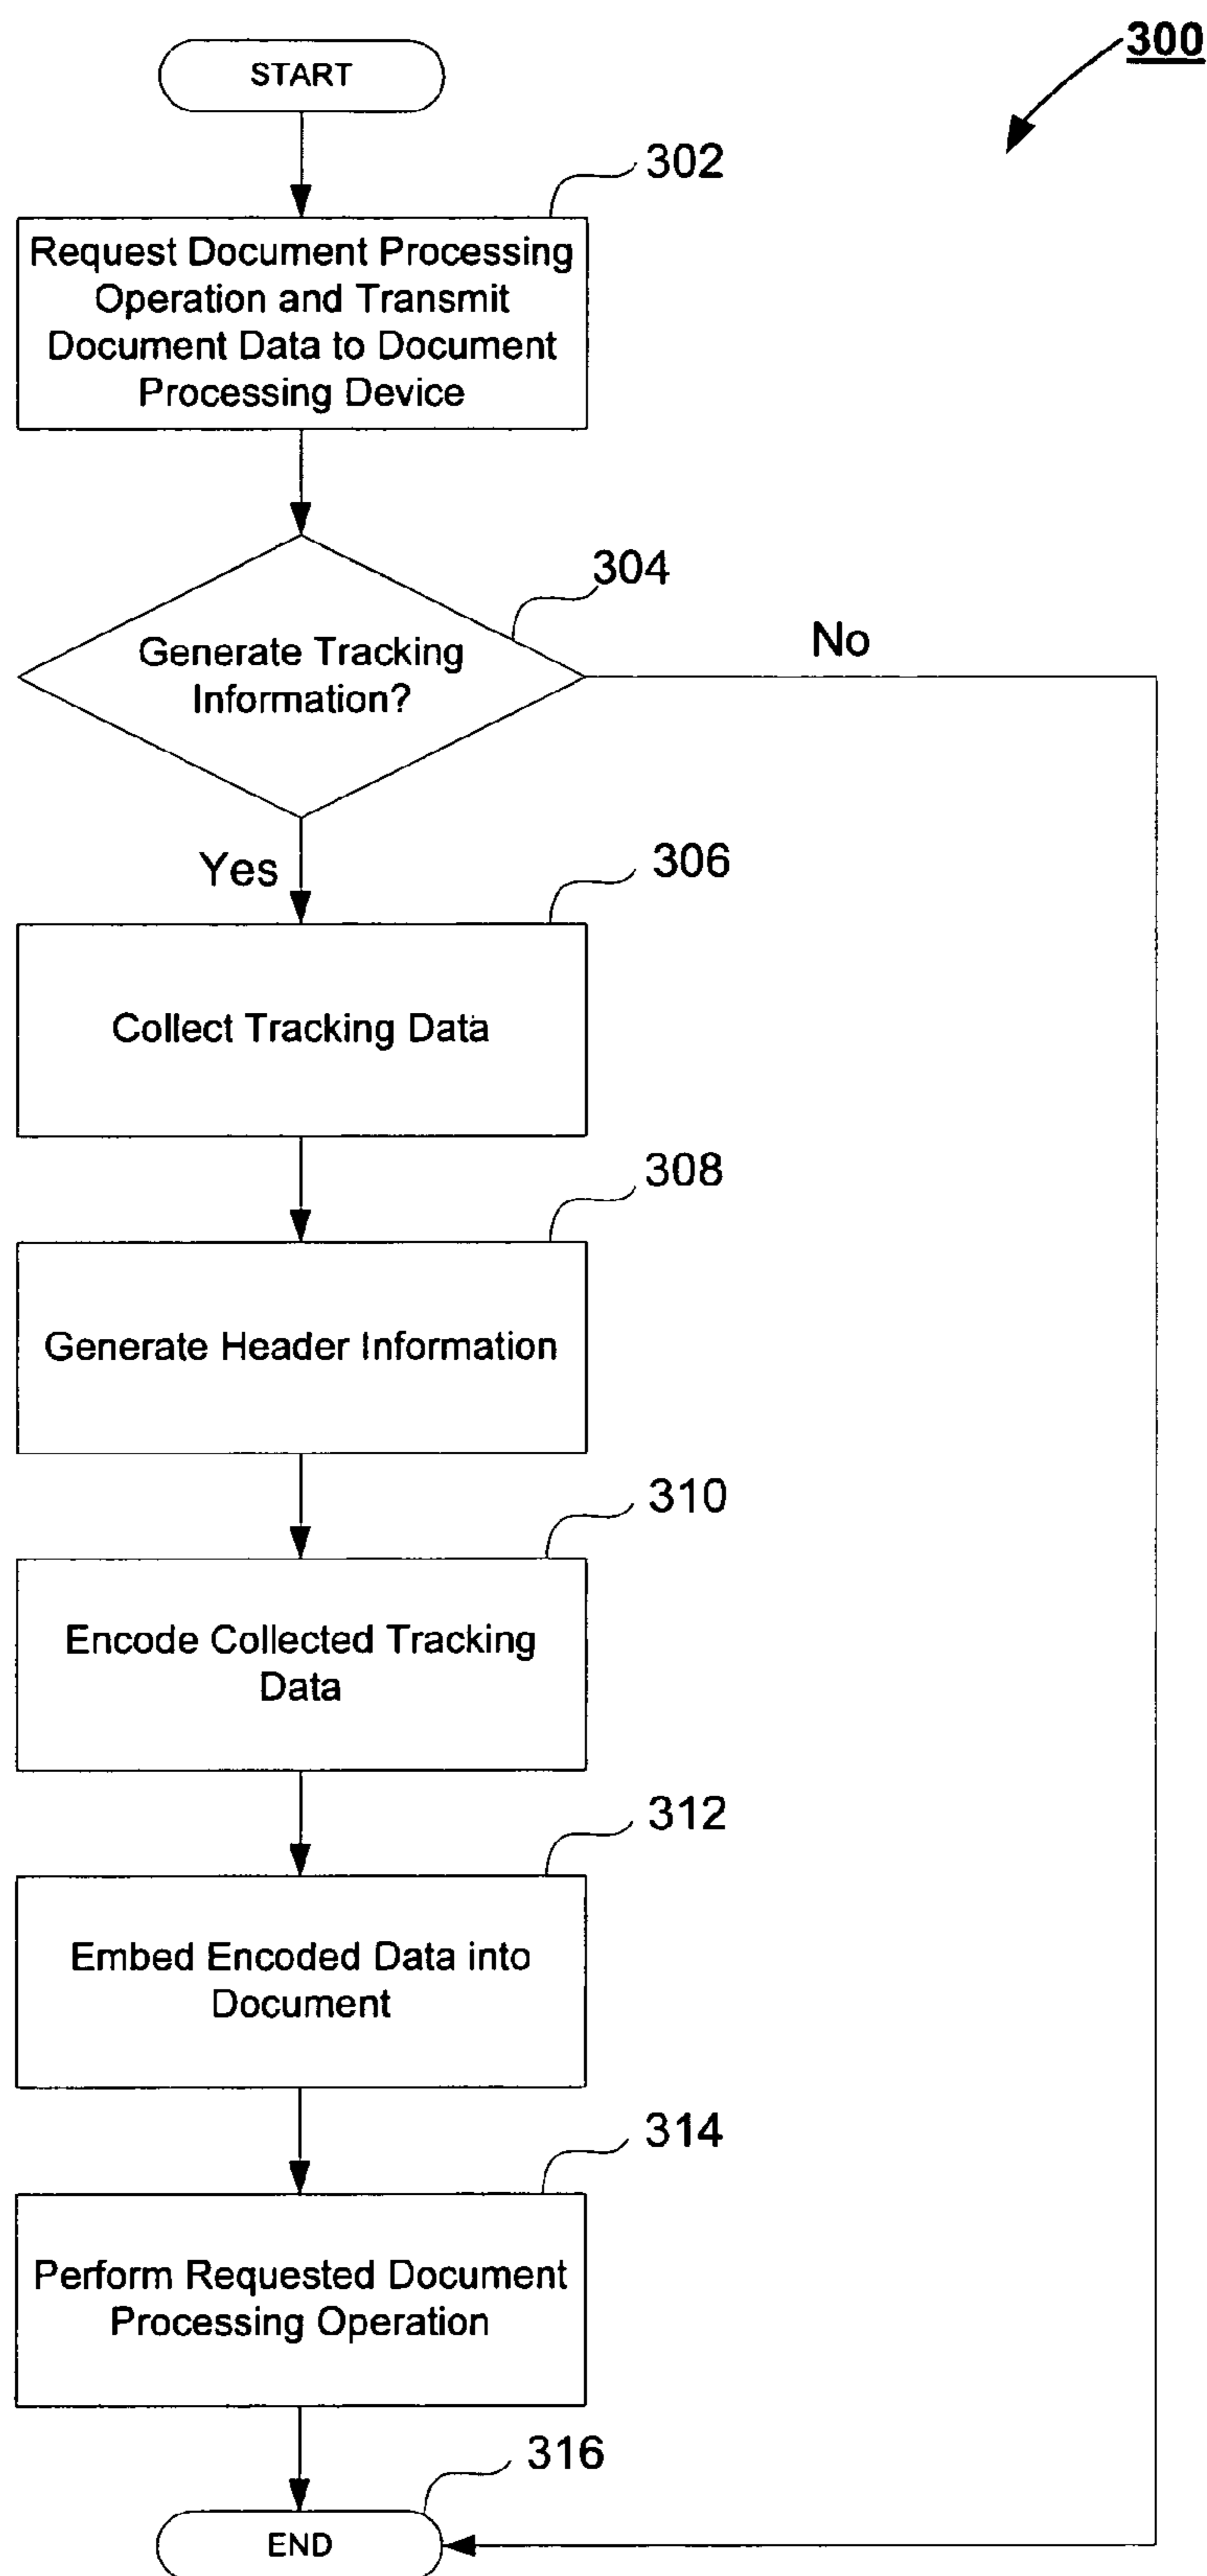 300
START
302
Request Document Processing
Operation and Transmit
Document Data to Document
Processing Device
304
Generate Tracking
Information?
No
Yes
306
Collect Tracking Data
308
Generate Header Information
310
Encode Collected Tracking
Data
312
Embed Encoded Data into
Document
314
Perform Requested Document
Processing Operation
316
END